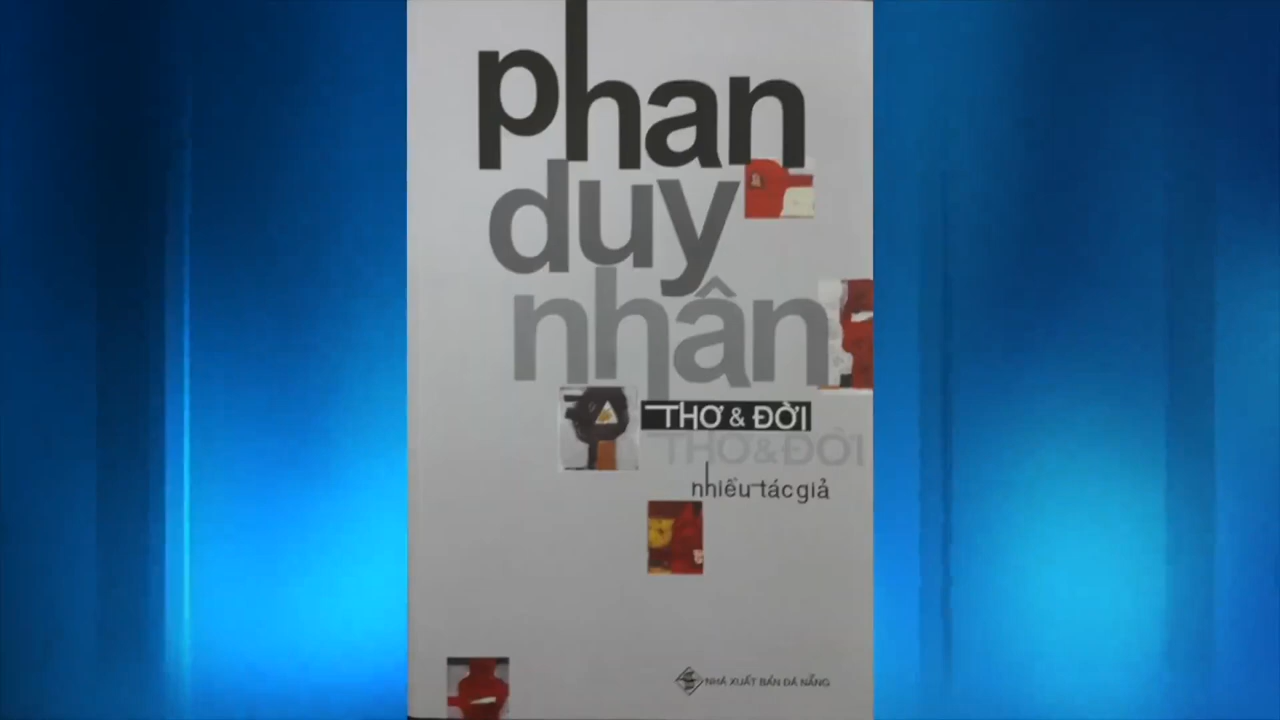 phan
duy
nhân
THƠ & ĐỜI
THƠ & ĐỜI
nhiều tác giả
NHÀ XUẤT BẢN ĐÀ NẴNG